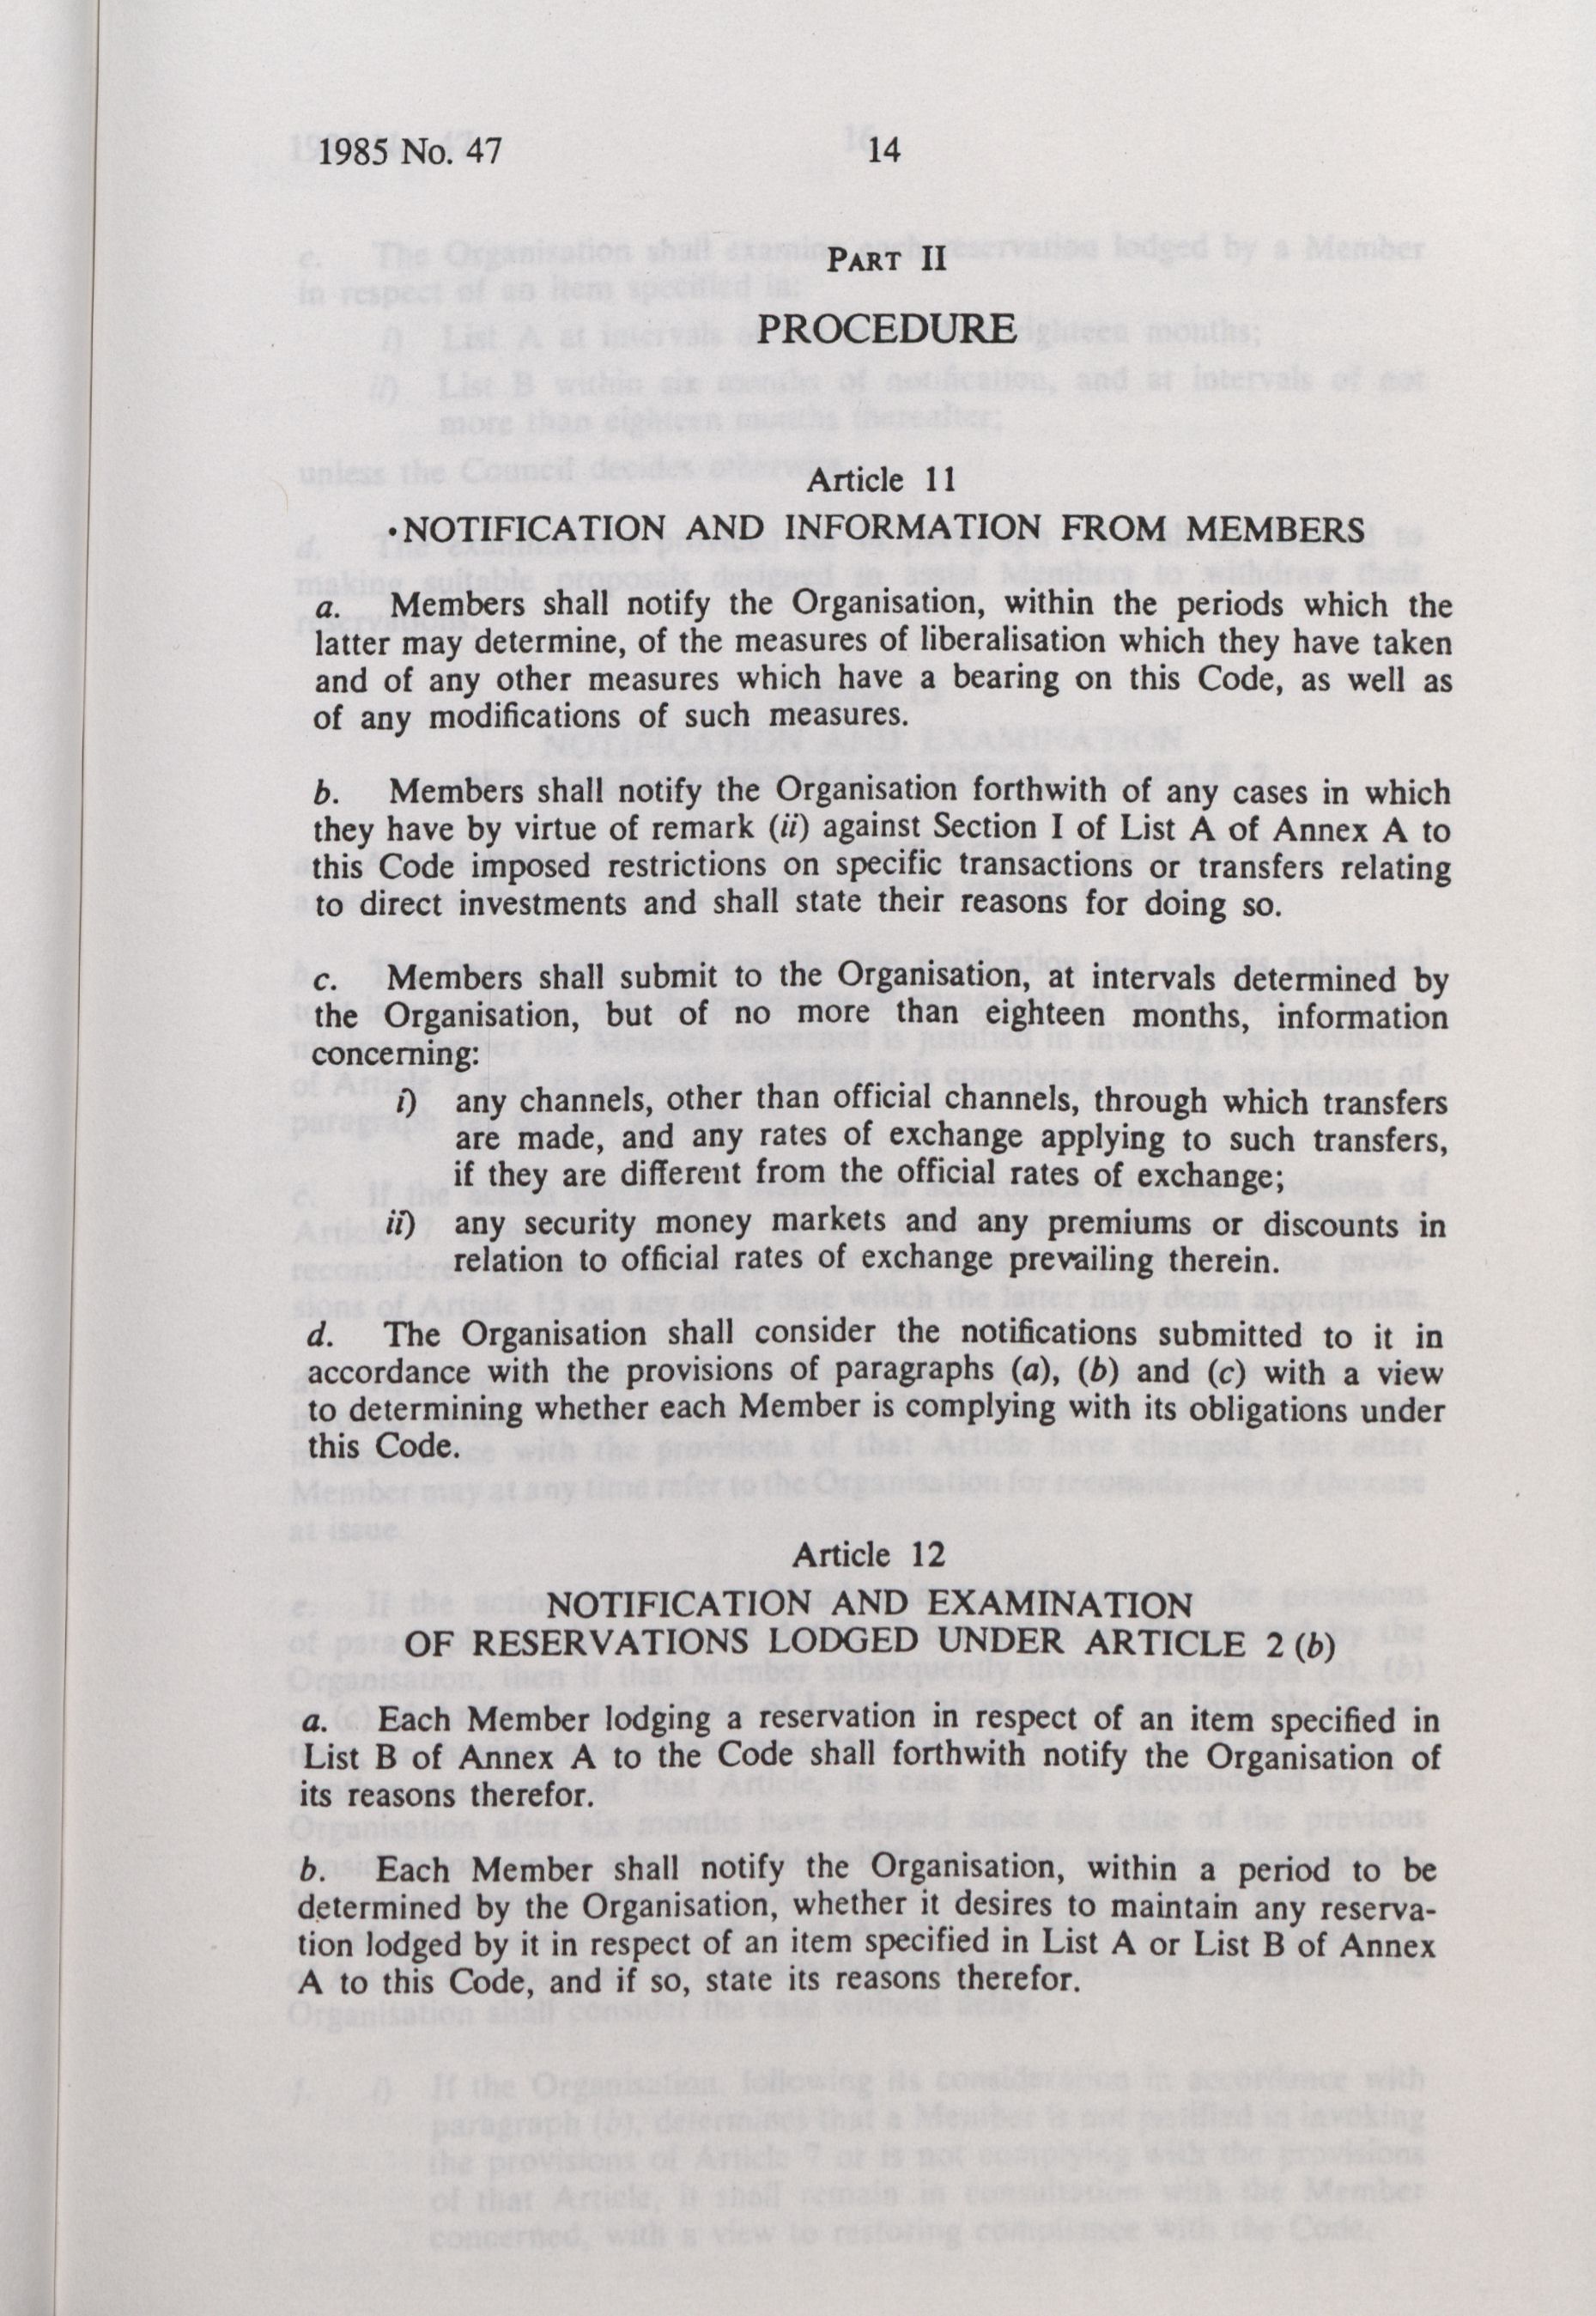 1985 No. 47
14
PART II
PROCEDURE
Article 11
·NOTIFICATION AND INFORMATION FROM MEMBERS
a. Members shall notify the Organisation, within the periods which the
latter may determine, of the measures of liberalisation which they have taken
and of any other measures which have a bearing on this Code, as well as
of any modifications of such measures.
b. Members shall notify the Organisation forthwith of any cases in which
they have by virtue of remark (ii) against Section I of List A of Annex A to
this Code imposed restrictions on specific transactions or transfers relating
to direct investments and shall state their reasons for doing so.
c. Members shall submit to the Organisation, at intervals determined by
the Organisation, but of no more than eighteen months, information
concerning:
i) any channels, other than official channels, through which transfers
are made, and any rates of exchange applying to such transfers,
if they are different from the official rates of exchange;
ii) any security money markets and any premiums or discounts in
relation to official rates of exchange prevailing therein.
d. The Organisation shall consider the notifications submitted to it in
accordance with the provisions of paragraphs (a), (b) and (c) with a view
to determining whether each Member is complying with its obligations under
this Code.
Article 12
NOTIFICATION AND EXAMINATION
OF RESERVATIONS LODGED UNDER ARTICLE 2 (b)
a. Each Member lodging a reservation in respect of an item specified in
List B of Annex A to the Code shall forthwith notify the Organisation of
its reasons therefor.
b. Each Member shall notify the Organisation, within a period to be
determined by the Organisation, whether it desires to maintain any reserva-
tion lodged by it in respect of an item specified in List A or List B of Annex
A to this Code, and if so, state its reasons therefor.